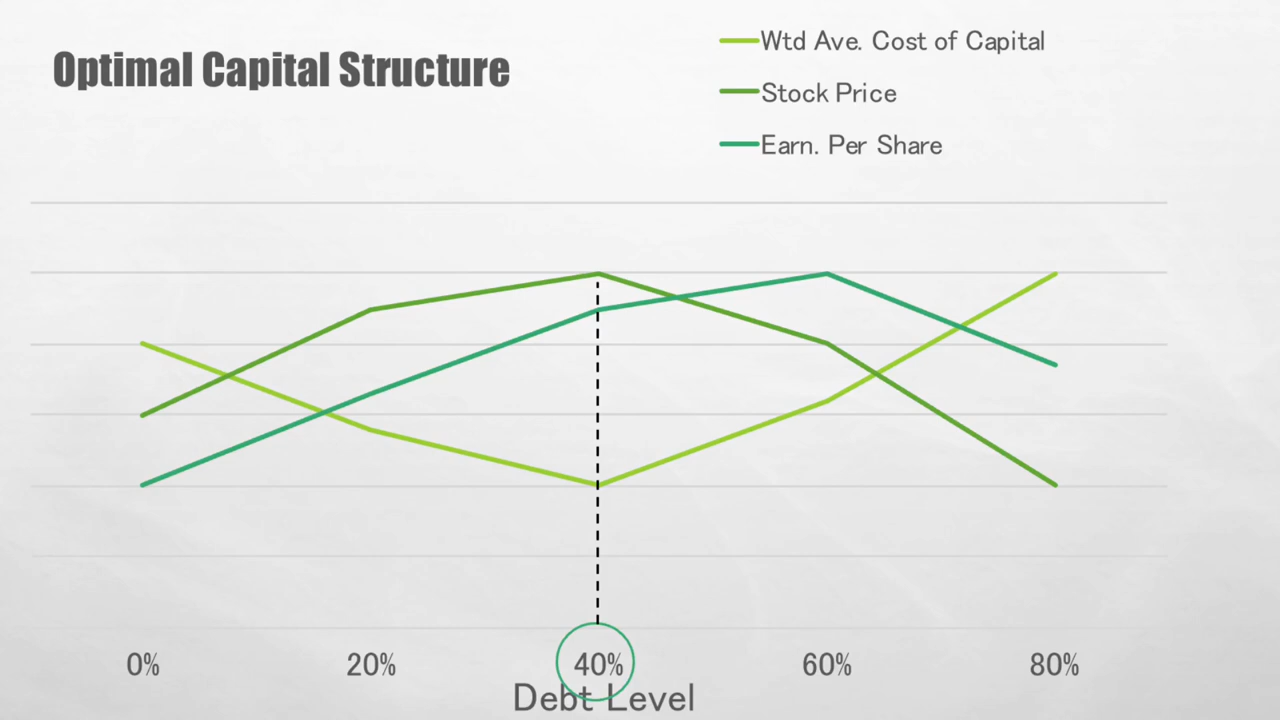 Optimal Capital Structure
Wtd Ave. Cost of Capital
Stock Price
Earn. Per Share
0% 20% 40% 60% 80%
Debt Level